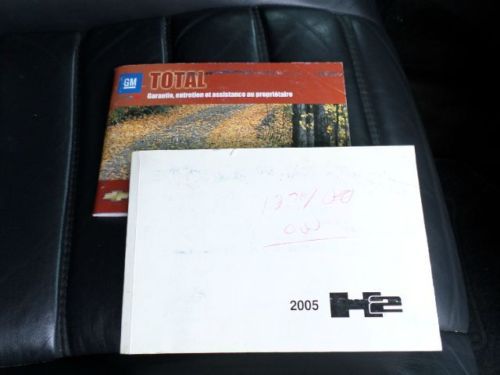 GM
TOTAL
Garantie, entretien et assistance au propriétaire
2005 H2